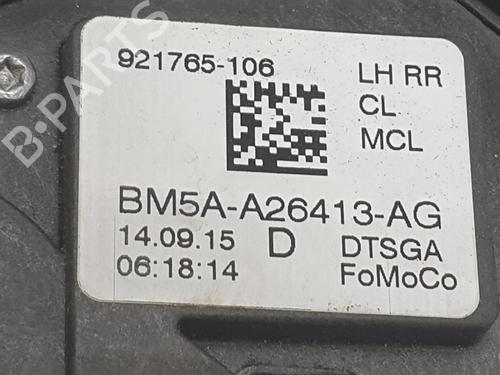 921765-106 LH RR
CL
MCL
BM5A-A26413-AG
14.09.15 D DTSGA
06:18:14 FoMoCo
B-PARTS